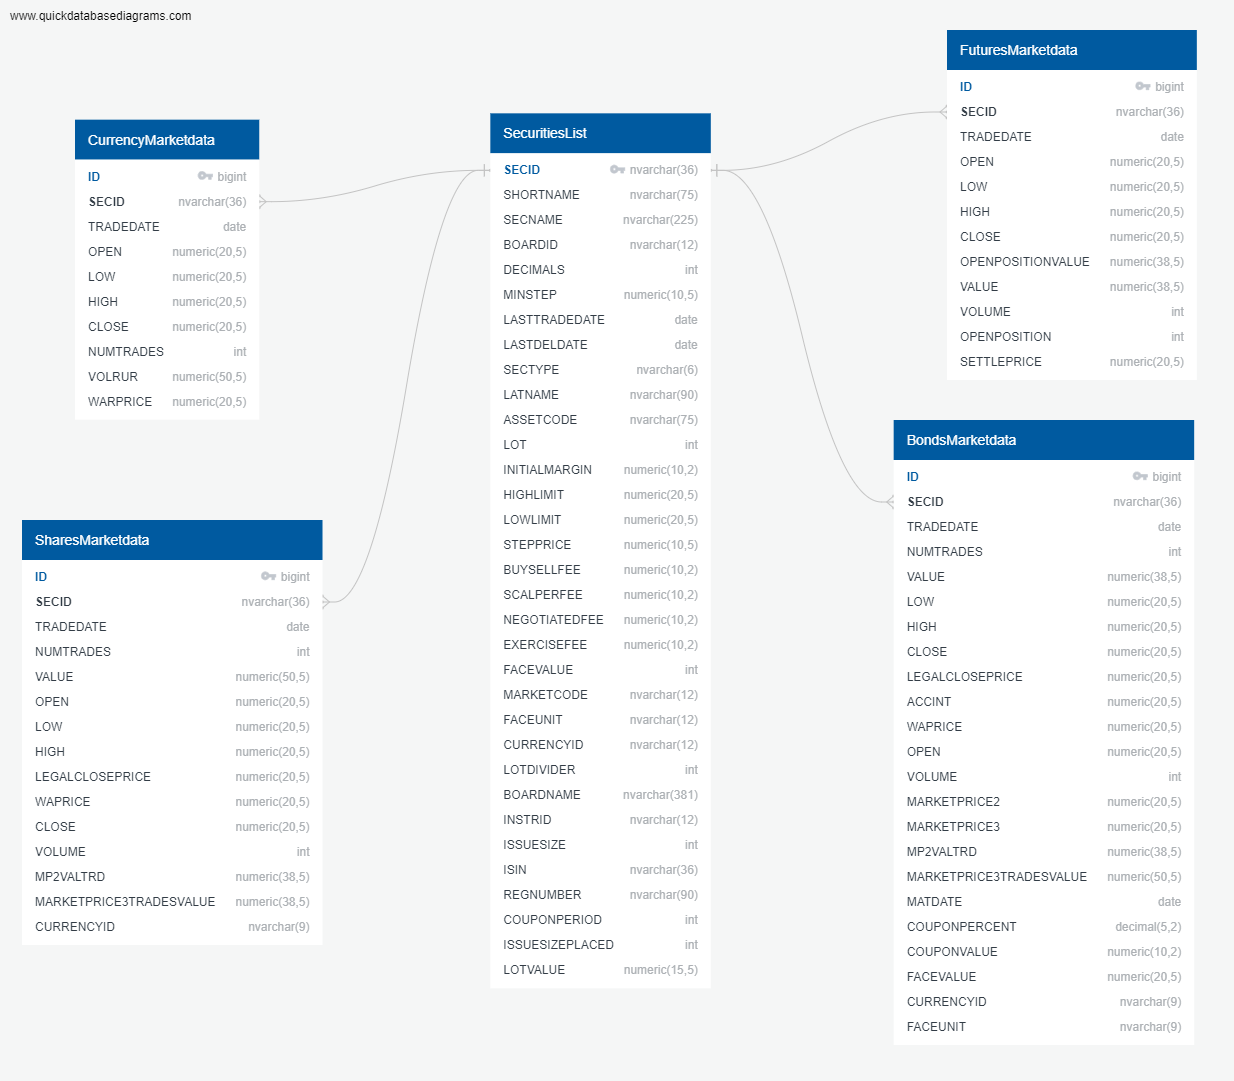 www.quickdatabasediagrams.com
CurrencyMarketdata
ID bigint
SECID nvarchar(36)
TRADEDATE date
OPEN numeric(20,5)
LOW numeric(20,5)
HIGH numeric(20,5)
CLOSE numeric(20,5)
NUMTRADES int
VOLRUR numeric(50,5)
WARPRICE numeric(20,5)
SharesMarketdata
ID bigint
SECID nvarchar(36)
TRADEDATE date
NUMTRADES int
VALUE numeric(50,5)
OPEN numeric(20,5)
LOW numeric(20,5)
HIGH numeric(20,5)
LEGALCLOSEPRICE numeric(20,5)
WAPRICE numeric(20,5)
CLOSE numeric(20,5)
VOLUME int
MP2VALTRD numeric(38,5)
MARKETPRICE3TRADESVALUE numeric(38,5)
CURRENCYID nvarchar(9)
SecuritiesList
SECID nvarchar(36)
SHORTNAME nvarchar(75)
SECNAME nvarchar(225)
BOARDID nvarchar(12)
DECIMALS int
MINSTEP numeric(10,5)
LASTTRADEDATE date
LASTDELDATE date
SECTYPE nvarchar(6)
LATNAME nvarchar(90)
ASSETCODE nvarchar(75)
LOT int
INITIALMARGIN numeric(10,2)
HIGHLIMIT numeric(20,5)
LOWLIMIT numeric(20,5)
STEPPRICE numeric(10,5)
BUYSELLFEE numeric(10,2)
SCALPERFEE numeric(10,2)
NEGOTIATEDFEE numeric(10,2)
EXERCISEFEE numeric(10,2)
FACEVALUE int
MARKETCODE nvarchar(12)
FACEUNIT nvarchar(12)
CURRENCYID nvarchar(12)
LOTDIVIDER int
BOARDNAME nvarchar(381)
INSTRID nvarchar(12)
ISSUESIZE int
ISIN nvarchar(36)
REGNUMBER nvarchar(90)
COUPONPERIOD int
ISSUESIZEPLACED int
LOTVALUE numeric(15,5)
FuturesMarketdata
ID bigint
SECID nvarchar(36)
TRADEDATE date
OPEN numeric(20,5)
LOW numeric(20,5)
HIGH numeric(20,5)
CLOSE numeric(20,5)
OPENPOSITIONVALUE numeric(38,5)
VALUE numeric(38,5)
VOLUME int
OPENPOSITION int
SETTLEPRICE numeric(20,5)
BondsMarketdata
ID bigint
SECID nvarchar(36)
TRADEDATE date
NUMTRADES int
VALUE numeric(38,5)
LOW numeric(20,5)
HIGH numeric(20,5)
CLOSE numeric(20,5)
LEGALCLOSEPRICE numeric(20,5)
ACCINT numeric(20,5)
WAPRICE numeric(20,5)
OPEN numeric(20,5)
VOLUME int
MARKETPRICE2 numeric(20,5)
MARKETPRICE3 numeric(20,5)
MP2VALTRD numeric(38,5)
MARKETPRICE3TRADESVALUE numeric(50,5)
MATDATE date
COUPONPERCENT decimal(5,2)
COUPONVALUE numeric(10,2)
FACEVALUE numeric(20,5)
CURRENCYID nvarchar(9)
FACEUNIT nvarchar(9)